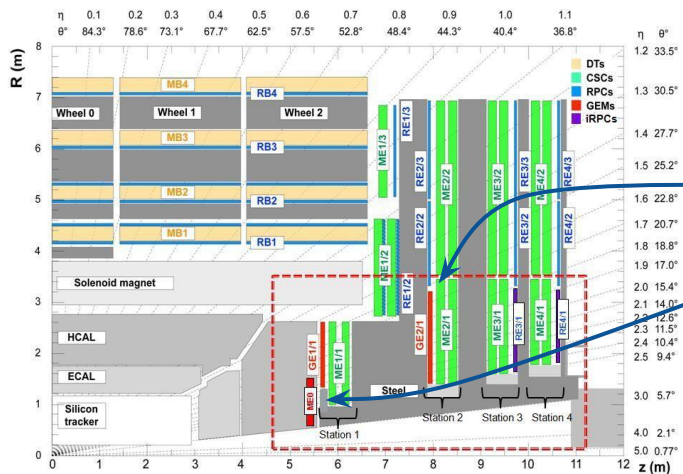 η 0.1 0.2 0.3 0.4 0.5 0.6 0.7 0.8 0.9 1.0 1.1
θ° 84.3° 78.6° 73.1° 67.7° 62.5° 57.5° 52.8° 48.4° 44.3° 40.4° 36.8°
η θ°
R (m)
8
7
6
5
4
3
2
1
0
1.2 33.5°
1.3 30.5°
1.4 27.7°
1.5 25.2°
1.6 22.8°
1.7 20.7°
1.8 18.8°
1.9 17.0°
2.0 15.4°
2.1 14.0°
2.2 12.6°
2.3 11.5°
2.4 10.4°
2.5 9.4°
3.0 5.7°
4.0 2.1°
5.0 0.77°
DTs
CSCs
RPCs
GEMs
iRPCs
MB4
RB4
Wheel 0 Wheel 1 Wheel 2
MB3
RB3
MB2
RB2
MB1
RB1
Solenoid magnet
HCAL
ECAL
Silicon
tracker
Steel
ME0
GE1/1
ME1/1
ME1/2
ME1/3
RE1/2
RE1/3
GE2/1
ME2/1
RE2/2
RE2/3
ME2/2
ME3/1
RE3/1
ME3/2
RE3/2
RE3/3
ME4/1
RE4/1
ME4/2
RE4/2
RE4/3
Station 1
Station 2
Station 3
Station 4
0 1 2 3 4 5 6 7 8 9 10 11 12
z (m)